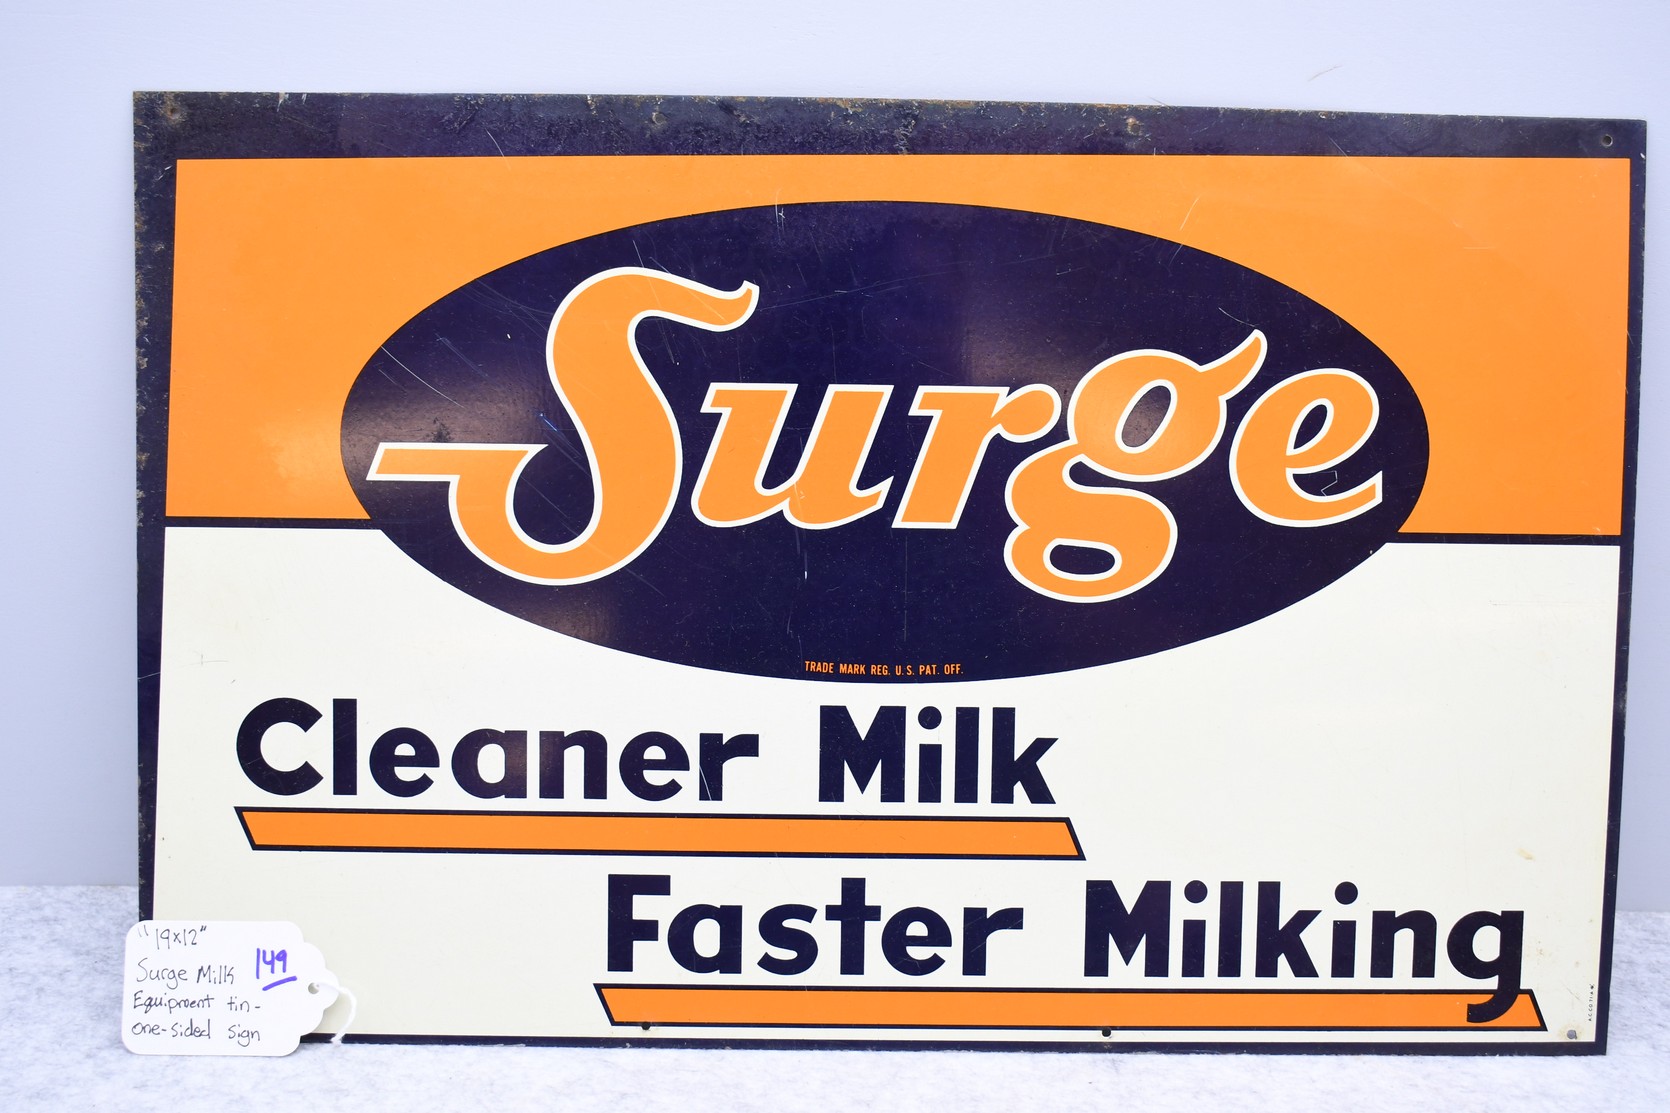 Surge
TRADE MARK REG. U.S. PAT. OFF.
Cleaner Milk
Faster Milking
"19x12"
149
Surge Milk
Equipment tin-
one-sided sign